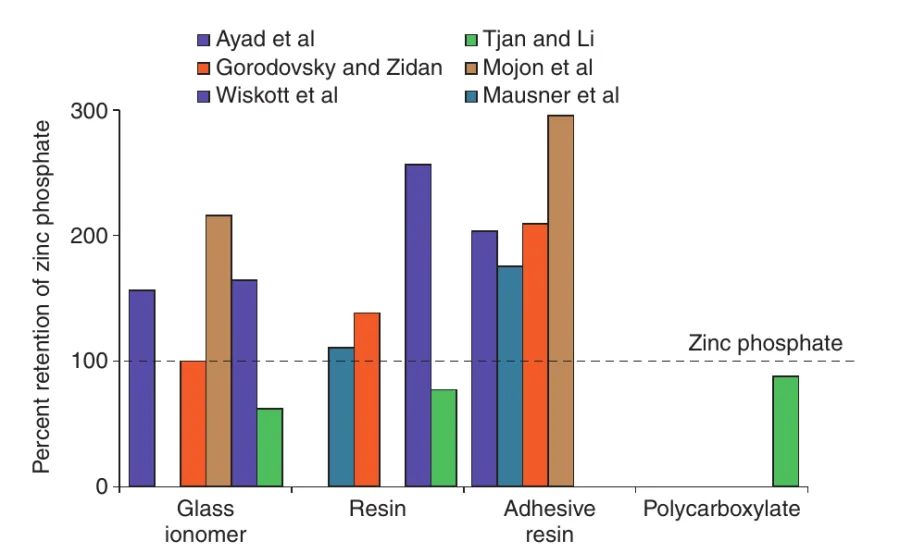 Ayad et al
Gorodovsky and Zidan
Wiskott et al
Tjan and Li
Mojon et al
Mausner et al
Percent retention of zinc phosphate
300
200
100
0
Zinc phosphate
Glass
ionomer
Resin
Adhesive
resin
Polycarboxylate